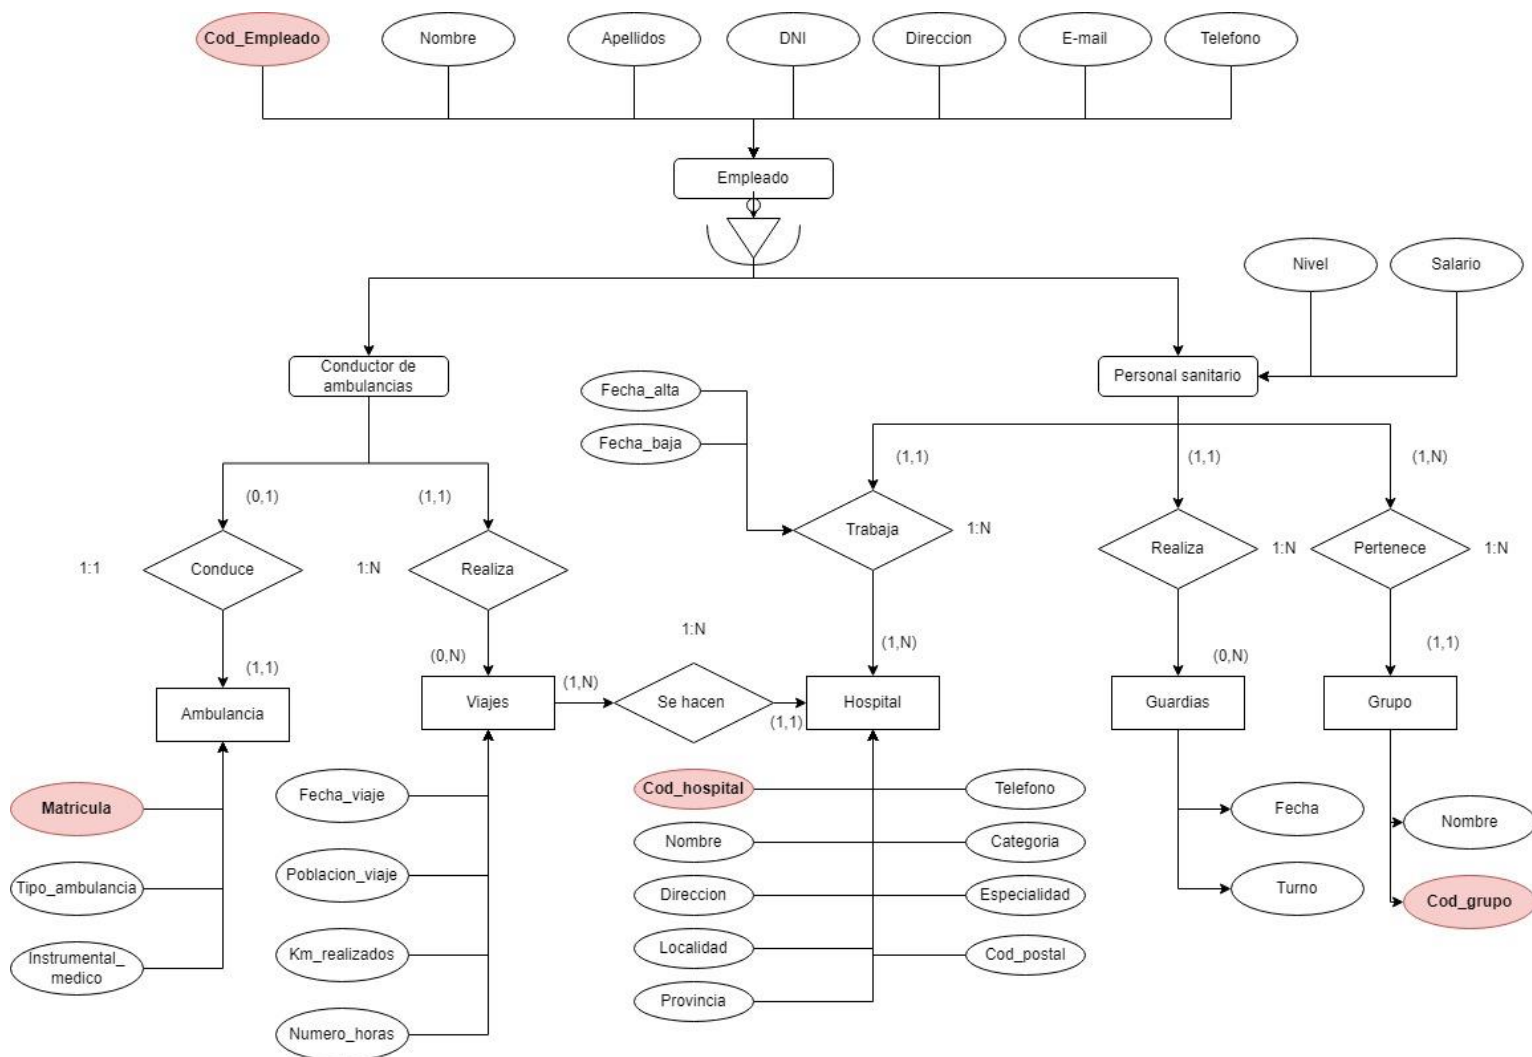 Cod_Empleado
Nombre
Apellidos
DNI
Direccion
E-mail
Telefono
Empleado
Nivel
Salario
Conductor de
ambulancias
Personal sanitario
Fecha_alta
Fecha_baja
(0,1)
(1,1)
(1,1)
(1,1)
(1,N)
1:1
Conduce
1:N
Realiza
Trabaja
1:N
Realiza
1:N
Pertenece
1:N
(1,1)
(0,N)
1:N
(1,N)
(0,N)
(1,1)
Ambulancia
Viajes
(1,N)
Se hacen
(1,1)
Hospital
Guardias
Grupo
Matricula
Tipo_ambulancia
Instrumental_
medico
Fecha_viaje
Poblacion_viaje
Km_realizados
Numero_horas
Cod_hospital
Telefono
Nombre
Categoria
Direccion
Especialidad
Localidad
Cod_postal
Provincia
Fecha
Turno
Nombre
Cod_grupo